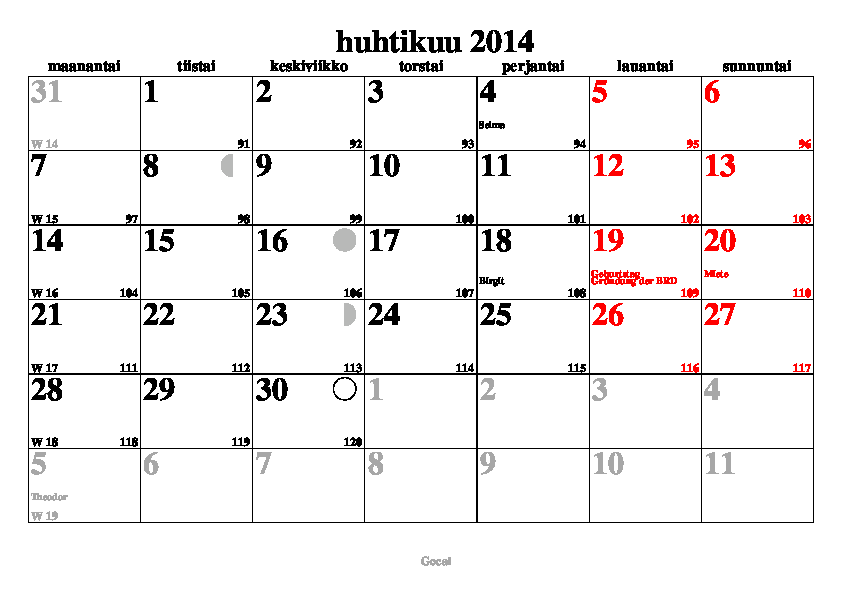 huhtikuu 2014
maanantai tiistai keskiviikko torstai perjantai lauantai sunnuntai
31 1 2 3 4 5 6
Selma
W 14 91 92 93 94 95 96
7 8 9 10 11 12 13
W 15 97 98 99 100 101 102 103
14 15 16 17 18 19 20
Geburtstag Miete
Birgit Gründung der BRD
W 16 104 105 106 107 108 109 110
21 22 23 24 25 26 27
W 17 111 112 113 114 115 116 117
28 29 30 1 2 3 4
W 18 118 119 120
5 6 7 8 9 10 11
Theodor
W 19
Gocal